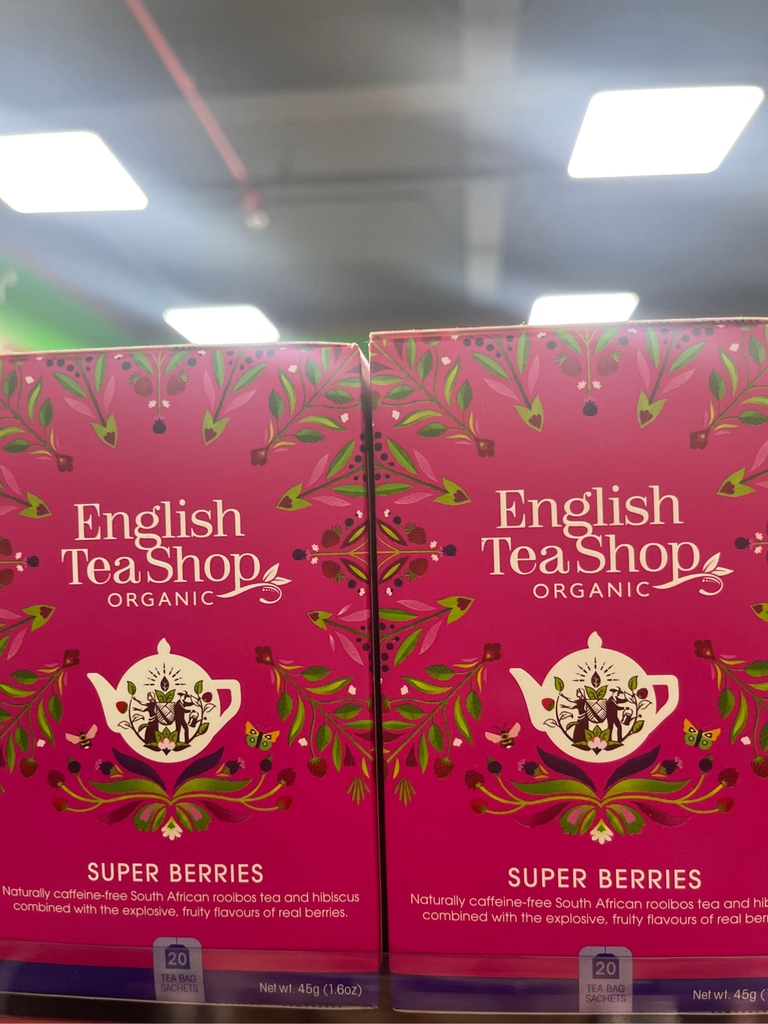 English
Tea Shop
ORGANIC
SUPER BERRIES
Naturally caffeine-free South African rooibos tea and hibiscus
combined with the explosive, fruity flavours of real berries.
20
TEA BAG
SACHETS
Net wt. 45g (1.6oz)
English
Tea Shop
ORGANIC
SUPER BERRIES
Naturally caffeine-free South African rooibos tea and
combined with the explosive, fruity flavours of real
20
TEA BAG
SACHETS
Net wt. 45g